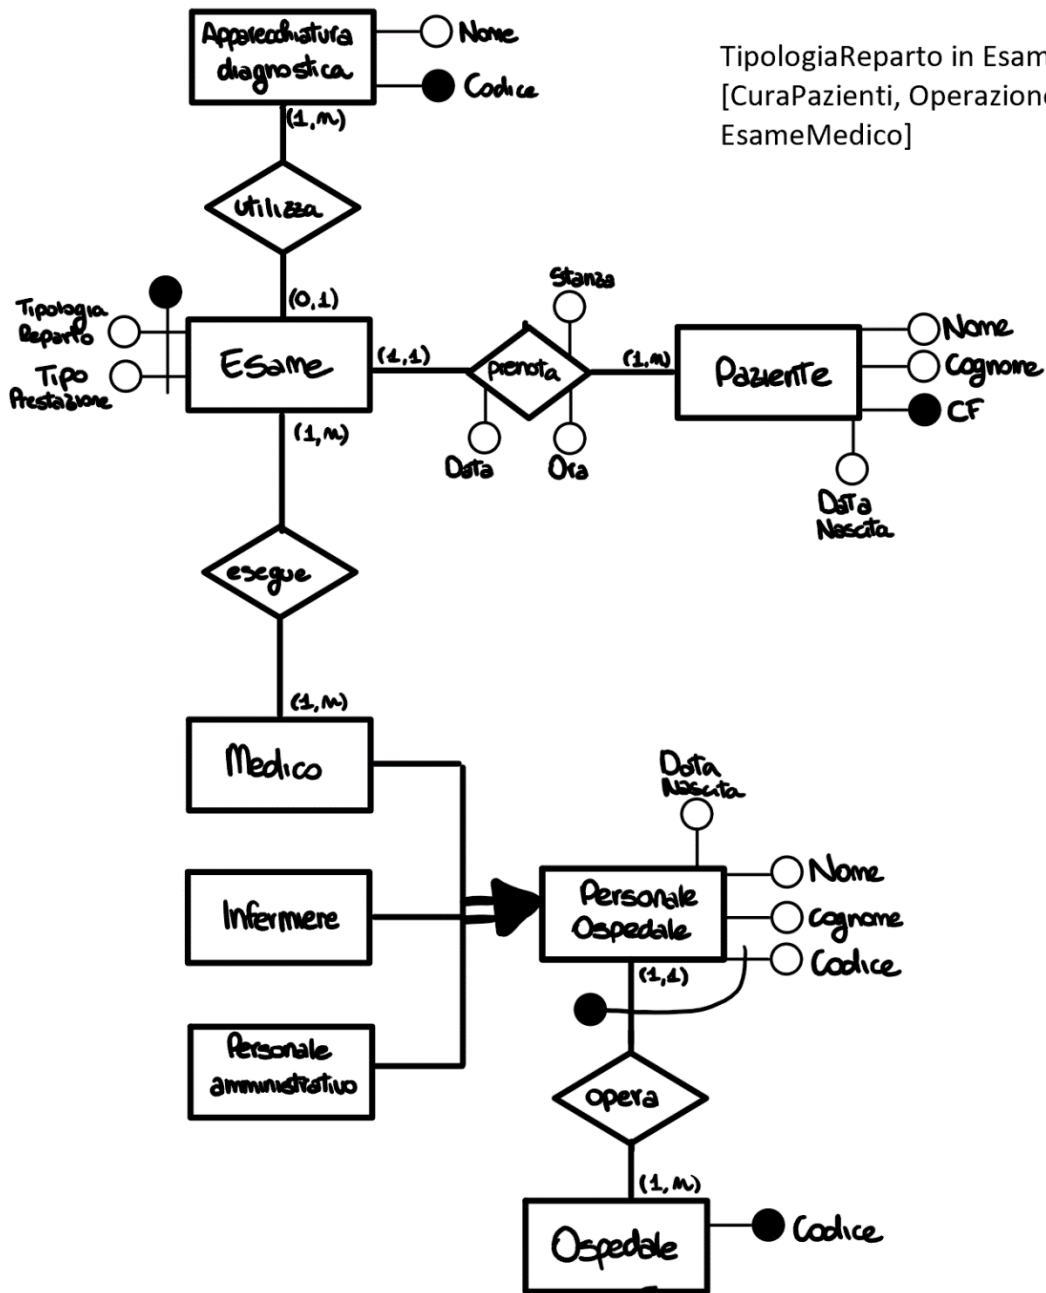 Apparecchiatura
diagnostica
Nome
Codice
TipologiaReparto in Esam
[CuraPazienti, Operazione
EsameMedico]
(1,n)
utilizza
(0,1)
Tipologia
Reparto
Tipo
Prestazione
Esame
(1,1)
Stanza
prenota
(1,n)
Data
Ora
Paziente
Nome
Cognome
CF
Data
Nascita
(1,n)
esegue
(1,n)
Medico
Infermiere
Personale
amministrativo
Data
Nascita
Personale
Ospedale
Nome
Cognome
Codice
(1,1)
opera
(1,n)
Ospedale
Codice